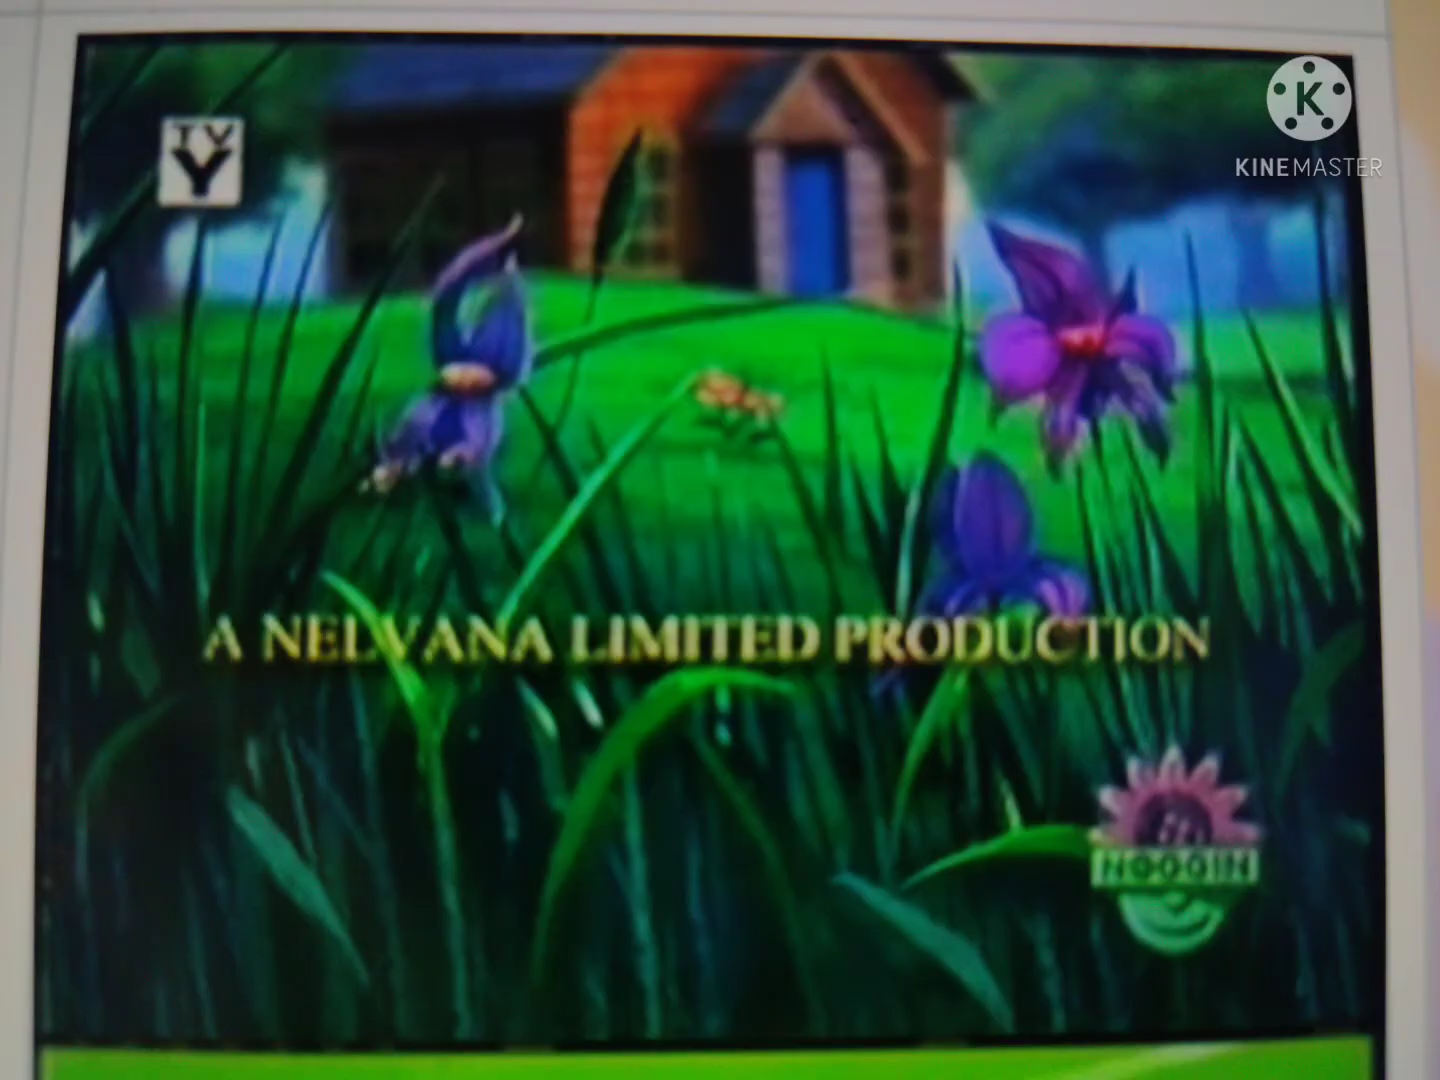 TV
Y
K
KINEMASTER
A NELVANA LIMITED PRODUCTION
NOGGIN